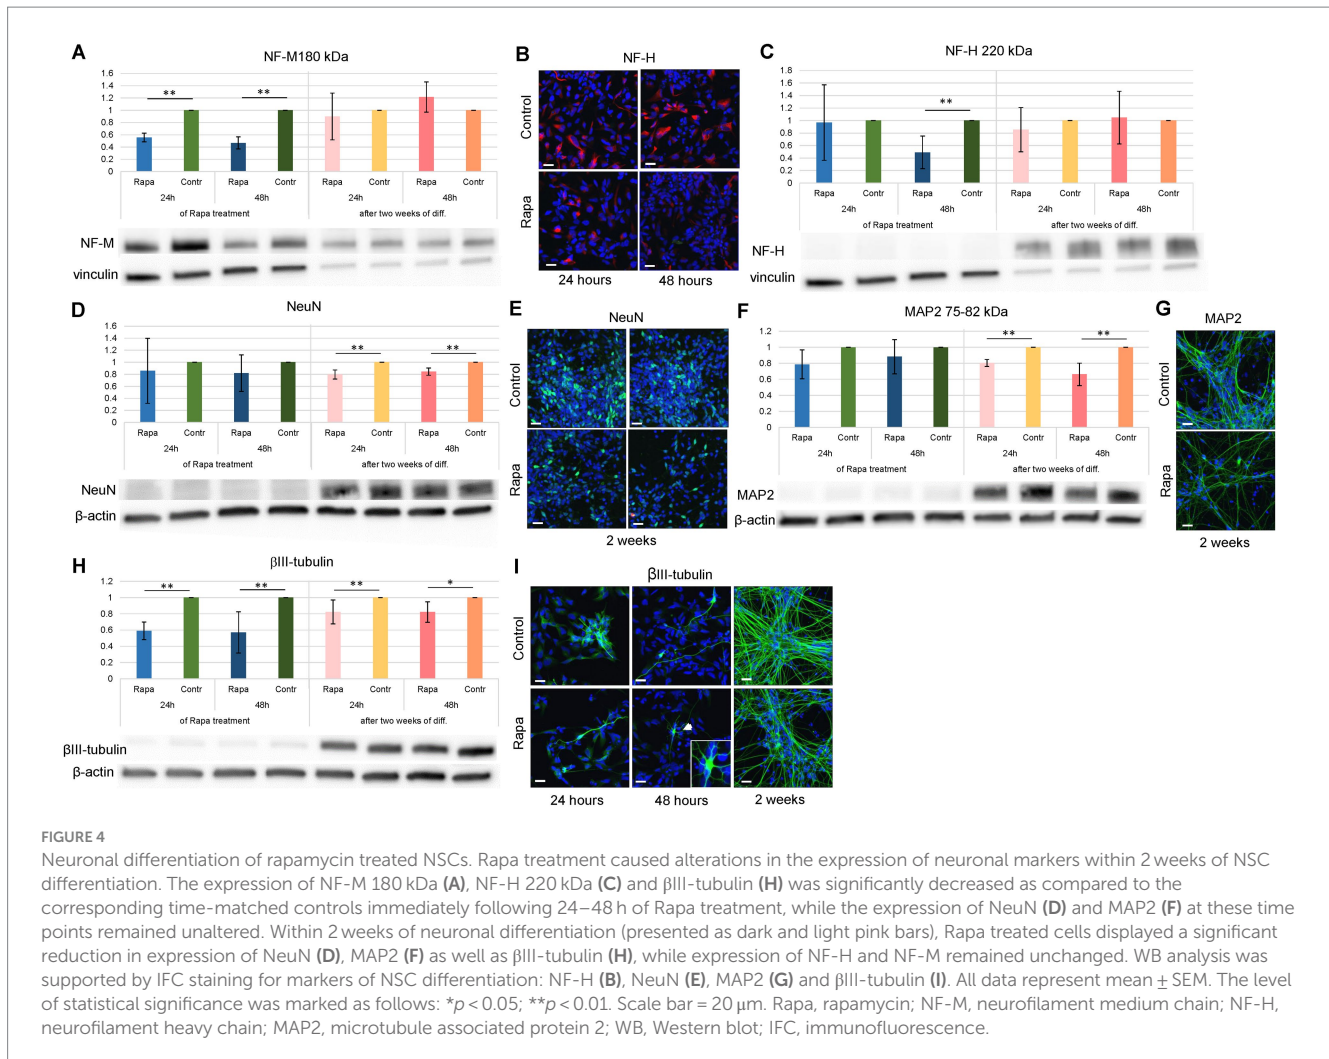 A
NF-M180 kDa
1.6
1.4
1.2
1
0.8
0.6
0.4
0.2
0
**
**
Rapa Contr Rapa Contr Rapa Contr Rapa Contr
24h 48h 24h 48h
of Rapa treatment after two weeks of diff.
NF-M
vinculin
B
NF-H
Control
Rapa
24 hours 48 hours
C
NF-H 220 kDa
1.8
1.6
1.4
1.2
1
0.8
0.6
0.4
0.2
0
**
Rapa Contr Rapa Contr Rapa Contr Rapa Contr
24h 48h 24h 48h
of Rapa treatment after two weeks of diff.
NF-H
vinculin
D
NeuN
1.6
1.4
1.2
1
0.8
0.6
0.4
0.2
0
**
**
Rapa Contr Rapa Contr Rapa Contr Rapa Contr
24h 48h 24h 48h
of Rapa treatment after two weeks of diff.
NeuN
β-actin
E
NeuN
Control
Rapa
2 weeks
F
MAP2 75-82 kDa
1.2
1
0.8
0.6
0.4
0.2
0
**
**
Rapa Contr Rapa Contr Rapa Contr Rapa Contr
24h 48h 24h 48h
of Rapa treatment after two weeks of diff.
MAP2
β-actin
G
MAP2
Control
Rapa
2 weeks
H
βIII-tubulin
1.2
1
0.8
0.6
0.4
0.2
0
**
**
**
*
Rapa Contr Rapa Contr Rapa Contr Rapa Contr
24h 48h 24h 48h
of Rapa treatment after two weeks of diff.
βIII-tubulin
β-actin
I
βIII-tubulin
Control
Rapa
24 hours 48 hours 2 weeks
FIGURE 4
Neuronal differentiation of rapamycin treated NSCs. Rapa treatment caused alterations in the expression of neuronal markers within 2 weeks of NSC
differentiation. The expression of NF-M 180 kDa (A), NF-H 220 kDa (C) and βIII-tubulin (H) was significantly decreased as compared to the
corresponding time-matched controls immediately following 24–48 h of Rapa treatment, while the expression of NeuN (D) and MAP2 (F) at these time
points remained unaltered. Within 2 weeks of neuronal differentiation (presented as dark and light pink bars), Rapa treated cells displayed a significant
reduction in expression of NeuN (D), MAP2 (F) as well as βIII-tubulin (H), while expression of NF-H and NF-M remained unchanged. WB analysis was
supported by IFC staining for markers of NSC differentiation: NF-H (B), NeuN (E), MAP2 (G) and βIII-tubulin (I). All data represent mean ± SEM. The level
of statistical significance was marked as follows: *p < 0.05; **p < 0.01. Scale bar = 20 μm. Rapa, rapamycin; NF-M, neurofilament medium chain; NF-H,
neurofilament heavy chain; MAP2, microtubule associated protein 2; WB, Western blot; IFC, immunofluorescence.